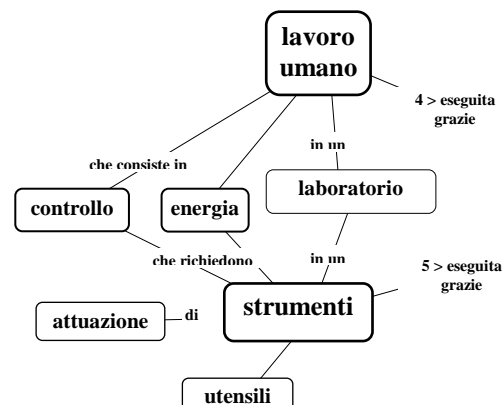 lavoro
umano
4 > eseguita
grazie
in un
che consiste in
laboratorio
controllo
energia
che richiedono
in un
5 > eseguita
grazie
strumenti
attuazione
di
utensili